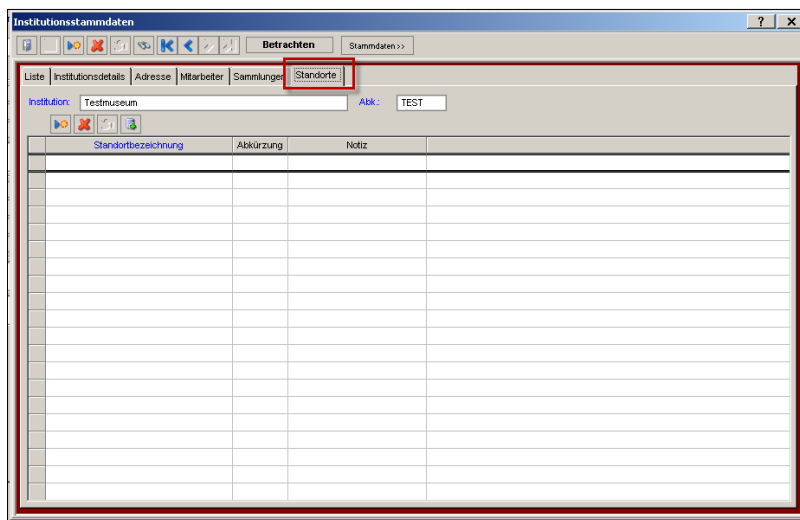 Institutionsstammdaten
Betrachten Stammdaten >>
Liste Institutionsdetails Adresse Mitarbeiter Sammlungen Standorte
Institution: Testmuseum Abk.: TEST
Standortbezeichnung Abkürzung Notiz